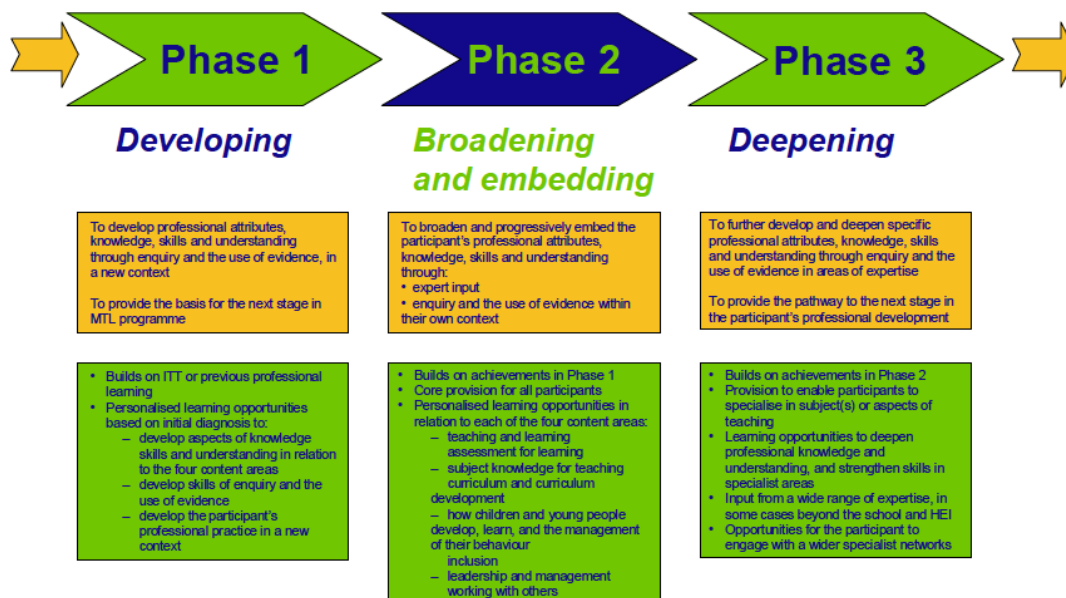 Phase 1
Phase 2
Phase 3
Developing
Broadening
and embedding
Deepening
To develop professional attributes,
knowledge, skills and understanding
through enquiry and the use of evidence, in
a new context
To provide the basis for the next stage in
MTL programme
To broaden and progressively embed the
participant's professional attributes,
knowledge, skills and understanding
through:
• expert input
• enquiry and the use of evidence within
their own context
To further develop and deepen specific
professional attributes, knowledge, skills
and understanding through enquiry and the
use of evidence in areas of expertise
To provide the pathway to the next stage in
the participant's professional development
• Builds on ITT or previous professional
learning
• Personalised learning opportunities
based on initial diagnosis to:
– develop aspects of knowledge
skills and understanding in relation
to the four content areas
– develop skills of enquiry and the
use of evidence
– develop the participant's
professional practice in a new
context
• Builds on achievements in Phase 1
• Core provision for all participants
• Personalised learning opportunities in
relation to each of the four content areas:
– teaching and learning
assessment for learning
– subject knowledge for teaching
curriculum and curriculum
development
– how children and young people
develop, learn, and the management
of their behaviour
inclusion
– leadership and management
working with others
• Builds on achievements in Phase 2
• Provision to enable participants to
specialise in subject(s) or aspects of
teaching
• Learning opportunities to deepen
professional knowledge and
understanding, and strengthen skills in
specialist areas
• Input from a wide range of expertise, in
some cases beyond the school and HEI
• Opportunities for the participant to
engage with a wider specialist networks